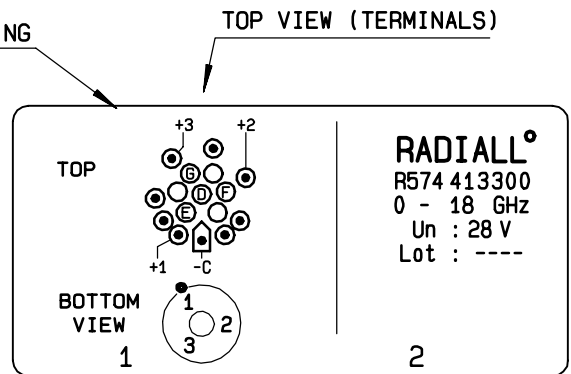 NG
TOP VIEW (TERMINALS)
+3 +2
TOP
G
D F
E
+1 -C
BOTTOM
VIEW
1
2
3
1
RADIALL°
R574 413300
0 - 18 GHz
Un : 28 V
Lot : ----
2